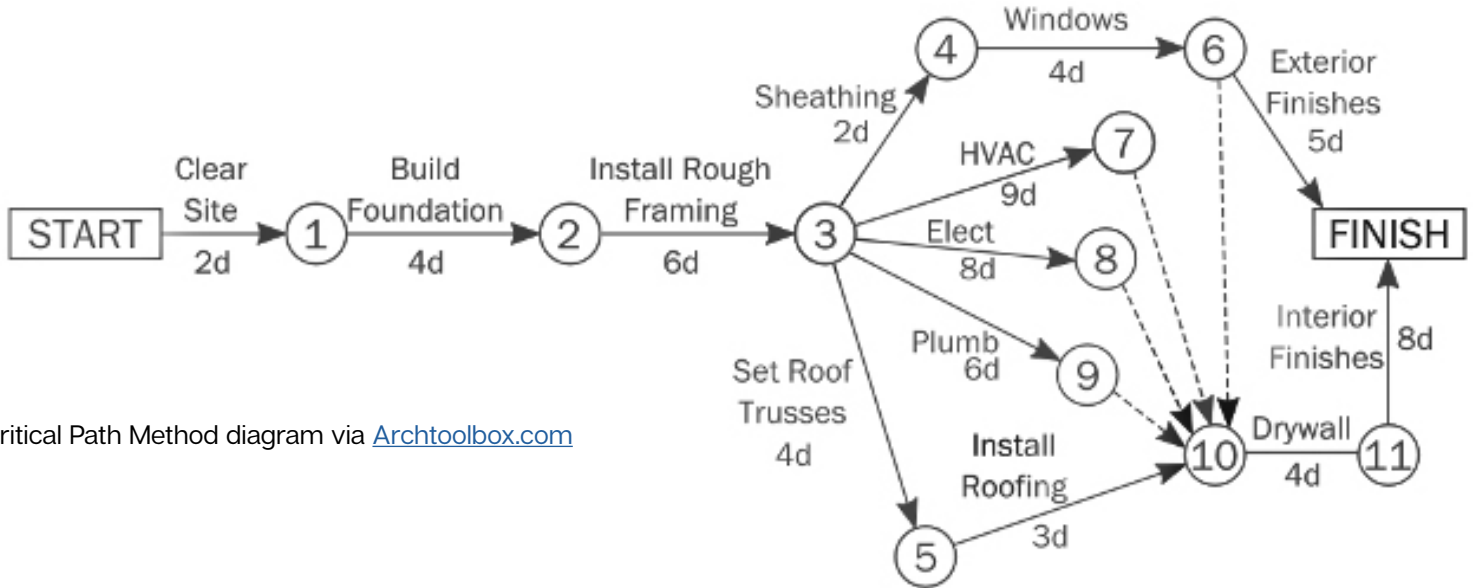 Windows
4
6
4d
Exterior
Finishes
5d
Sheathing
2d
HVAC
9d
7
Clear
Site
2d
Build
Foundation
4d
Install Rough
Framing
6d
START
1
2
3
Elect
8d
8
FINISH
Plumb
6d
9
Interior
Finishes
8d
Set Roof
Trusses
4d
ritical Path Method diagram via Archtoolbox.com
Install
Roofing
3d
10
Drywall
4d
11
5